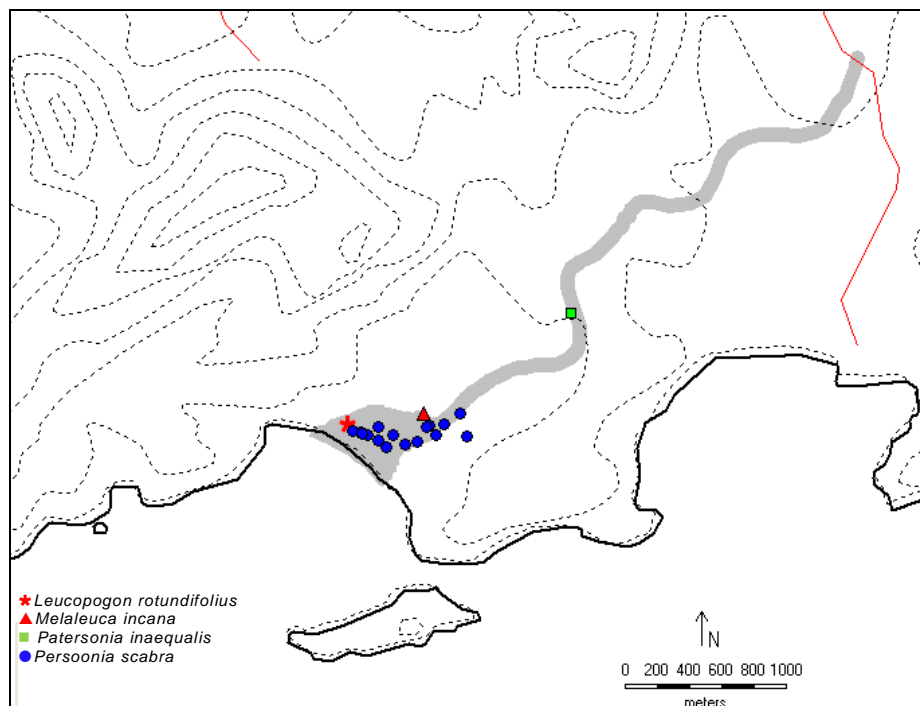 Leucopogon rotundifolius
Melaleuca incana
Patersonia inaequalis
Persoonia scabra
N
0 200 400 600 800 1000
meters